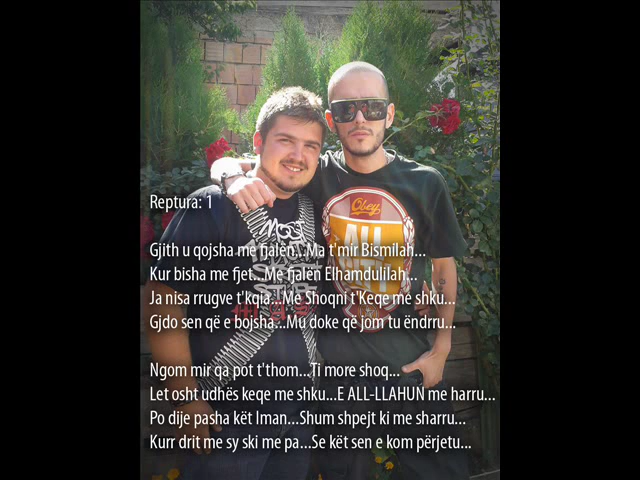 Obey
Reptura: 1
Gjith u qojsha me fjalën...Ma t'mir Bismilah...
Kur bisha me fjet...Me fjalën Elhamdulilah...
Ja nisa rrugve t'kqia...Me Shoqni t'Keqe me shku...
Gjdo sen që e bojsha...Mu doke që jom tu ëndrru...
Ngom mir qa pot t'thom...Ti more shoq...
Let osht udhës keqe me shku...E ALL-LLAHUN me harru...
Po dije pasha kët Iman...Shum shpejt ki me sharru...
Kurr drit me sy ski me pa...Se kët sen e kom përjetu...